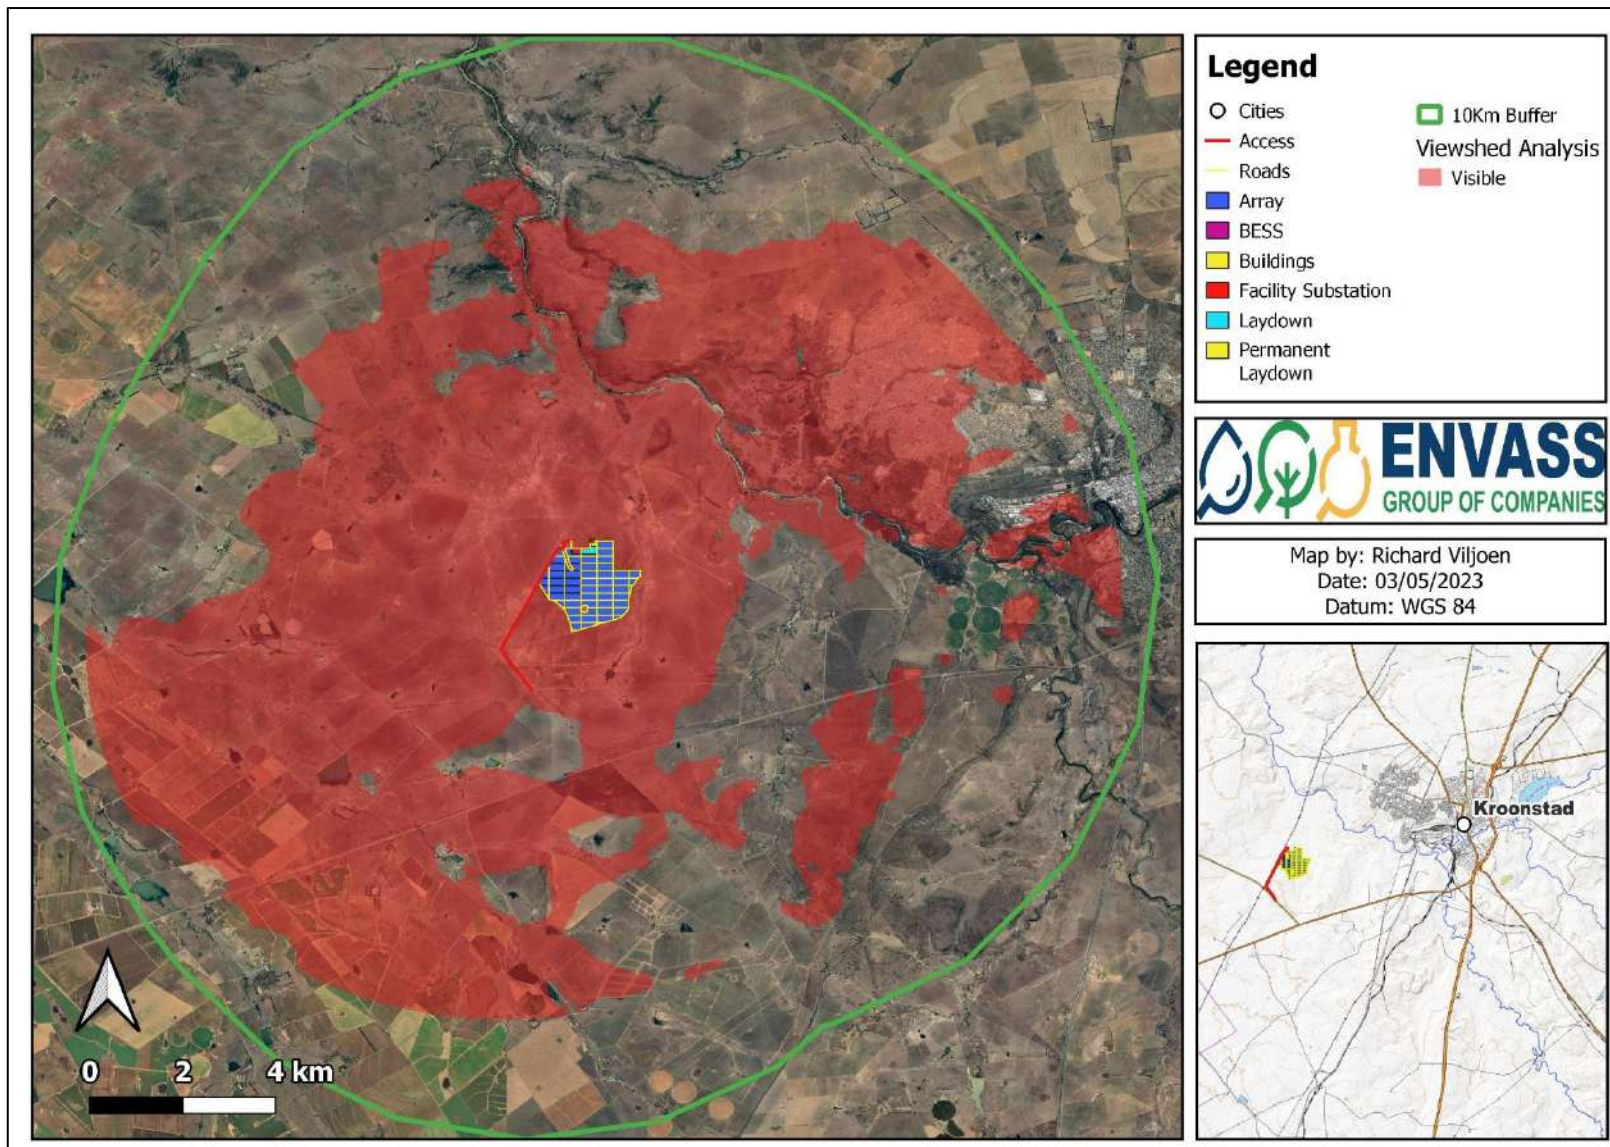 Legend
Cities
Access
Roads
Array
BESS
Buildings
Facility Substation
Laydown
Permanent
Laydown
10Km Buffer
Viewshed Analysis
Visible
ENVASS
GROUP OF COMPANIES
Map by: Richard Viljoen
Date: 03/05/2023
Datum: WGS 84
Kroonstad
0 2 4 km